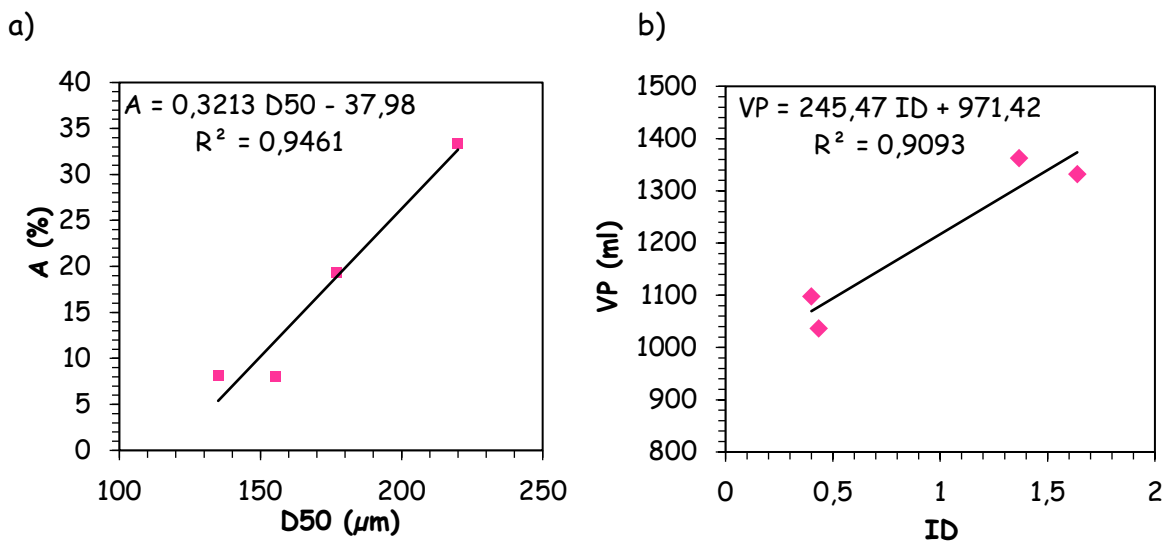 a)
A = 0,3213 D50 - 37,98
R² = 0,9461
A (%)
40
35
30
25
20
15
10
5
0
100 150 200 250
D50 (µm)
b)
VP = 245,47 ID + 971,42
R² = 0,9093
VP (ml)
1500
1400
1300
1200
1100
1000
900
800
0 0,5 1 1,5 2
ID